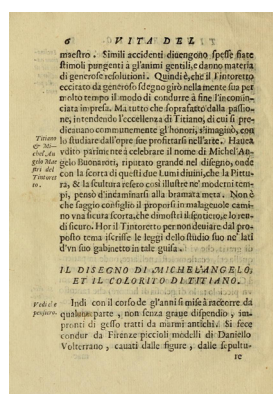 6 VITA DEL
maestro. Simili accidenti divengono spesse fiate
stimoli pungenti a gl'animi gentili, e danno materia
di generose resolutioni. Quindi è, che il Tintoretto
eccitato da generoso sdegno girò nella mente sua per
molto tempo il modo di condurre à fine l'incomin-
ciata impresa. Ma tutto che soprafatto dalla passio-
ne, intendendo l'eccellenza di Titiano, di cui si pre-
dicauano communemente gl'honori, s'imaginò, con
lo studiare dall'opre sue profittarsi nell'arte. Haueua
vdito parimente à celebrare il nome di Michel'An-
gelo Buonaroti, riputato grande nel disegno, onde
con la scorta di questi due Lumi diuini, che la Pittu-
ra, & la scultura reseto così illustre ne' moderni tem-
pi, pensò d'incaminarsi alla bramata meta. Non è
che saggio consiglio il proporsi in malageuole cami-
no vna sicura scorta, che dimostri il sentiero, e lo ren-
di sicuro. Hor il Tintoretto per non deuiare dal pro-
posto tema iscrisse le leggi dello studio suo ne' lati
d'vn suo gabinetto in tale guisa.
Titiano
& Mi-
chel'An
gelo Mae
stri del
Tintoret
to.
IL DISEGNO DI MICHEL'ANGELO,
ET IL COLORITO DI TITIANO.
Vedi che
pensiero.
Indi con il corso de gl'anni si mise à raccorre da
qualunque parte, non senza graue dispendio, im-
pronti di gesso tratti da marmi antichi. Si fece
condur da Firenze piccioli modelli di Daniello
Volterrano, cauati dalle figure, dalle sepoltu-
re